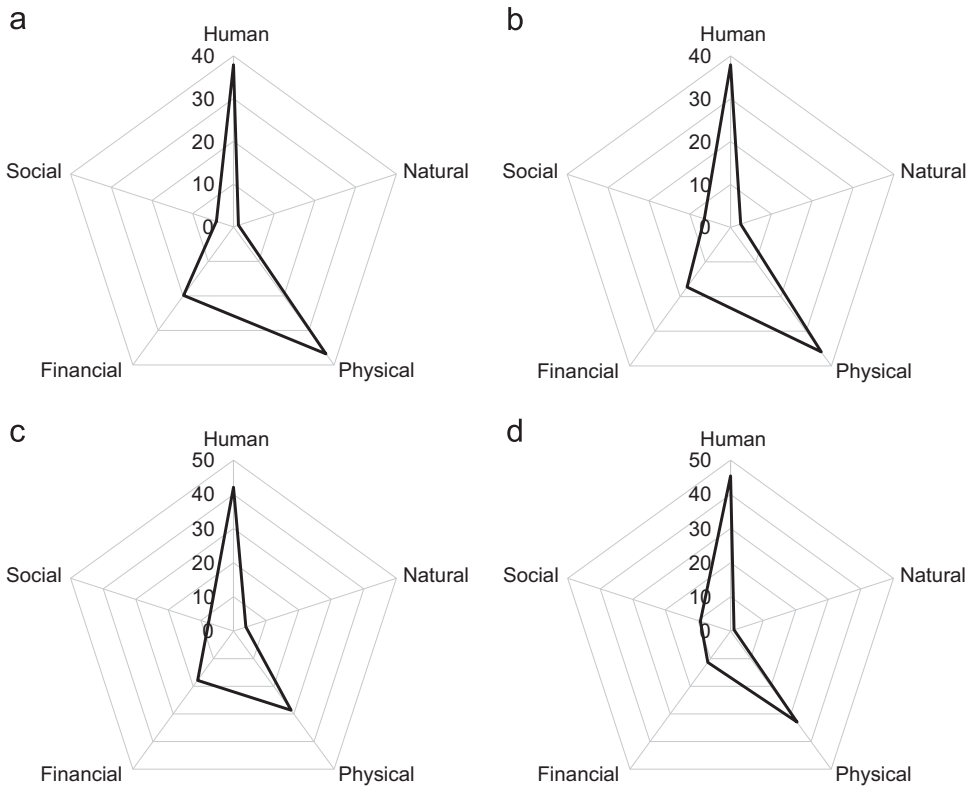 a
Human
40
30
20
10
0
Social
Natural
Financial
Physical
b
Human
40
30
20
10
0
Social
Natural
Financial
Physical
c
Human
50
40
30
20
10
0
Social
Natural
Financial
Physical
d
Human
50
40
30
20
10
0
Social
Natural
Financial
Physical